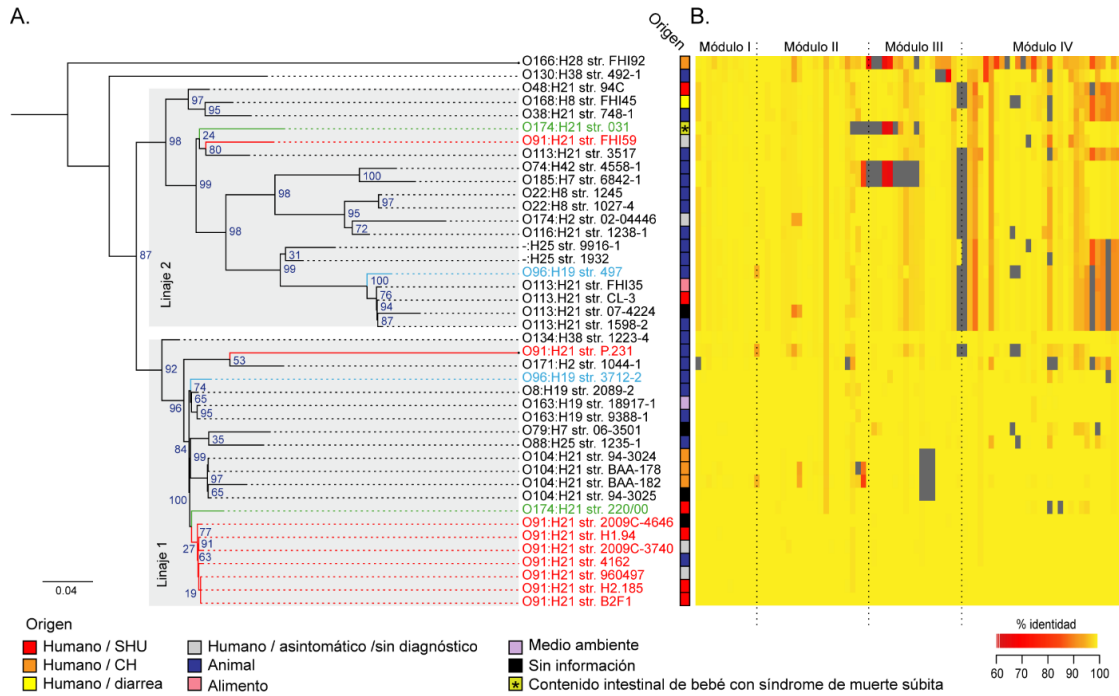 A.
B.
Origen
Módulo I
Módulo II
Módulo III
Módulo IV
O166:H28 str. FHI92
O130:H38 str. 492-1
O48:H21 str. 94C
O168:H8 str. FHI45
O38:H21 str. 748-1
O174:H21 str. 031
O91:H21 str. FHI59
O113:H21 str. 3517
O74:H42 str. 4558-1
O185:H7 str. 6842-1
O22:H8 str. 1245
O22:H8 str. 1027-4
O174:H2 str. 02-04446
O116:H21 str. 1238-1
-:H25 str. 9916-1
-:H25 str. 1932
O96:H19 str. 497
O113:H21 str. FHI35
O113:H21 str. CL-3
O113:H21 str. 07-4224
O113:H21 str. 1598-2
O134:H38 str. 1223-4
O91:H21 str. P.231
O171:H2 str. 1044-1
O96:H19 str. 3712-2
O8:H19 str. 2089-2
O163:H19 str. 18917-1
O163:H19 str. 9388-1
O79:H7 str. 06-3501
O88:H25 str. 1235-1
O104:H21 str. 94-3024
O104:H21 str. BAA-178
O104:H21 str. BAA-182
O104:H21 str. 94-3025
O174:H21 str. 220/00
O91:H21 str. 2009C-4646
O91:H21 str. H1.94
O91:H21 str. 2009C-3740
O91:H21 str. 4162
O91:H21 str. 960497
O91:H21 str. H2.185
O91:H21 str. B2F1
97
95
98
24
80
99
100
98
97
95
72
98
31
99
100
76
94
87
87
Linaje 2
92
53
96
74
65
95
84
35
99
97
65
100
77
91
27
63
19
Linaje 1
0.04
*
Origen
Humano / SHU
Humano / CH
Humano / diarrea
Humano / asintomático /sin diagnóstico
Animal
Alimento
Medio ambiente
Sin información
* Contenido intestinal de bebé con síndrome de muerte súbita
% identidad
60 70 80 90 100